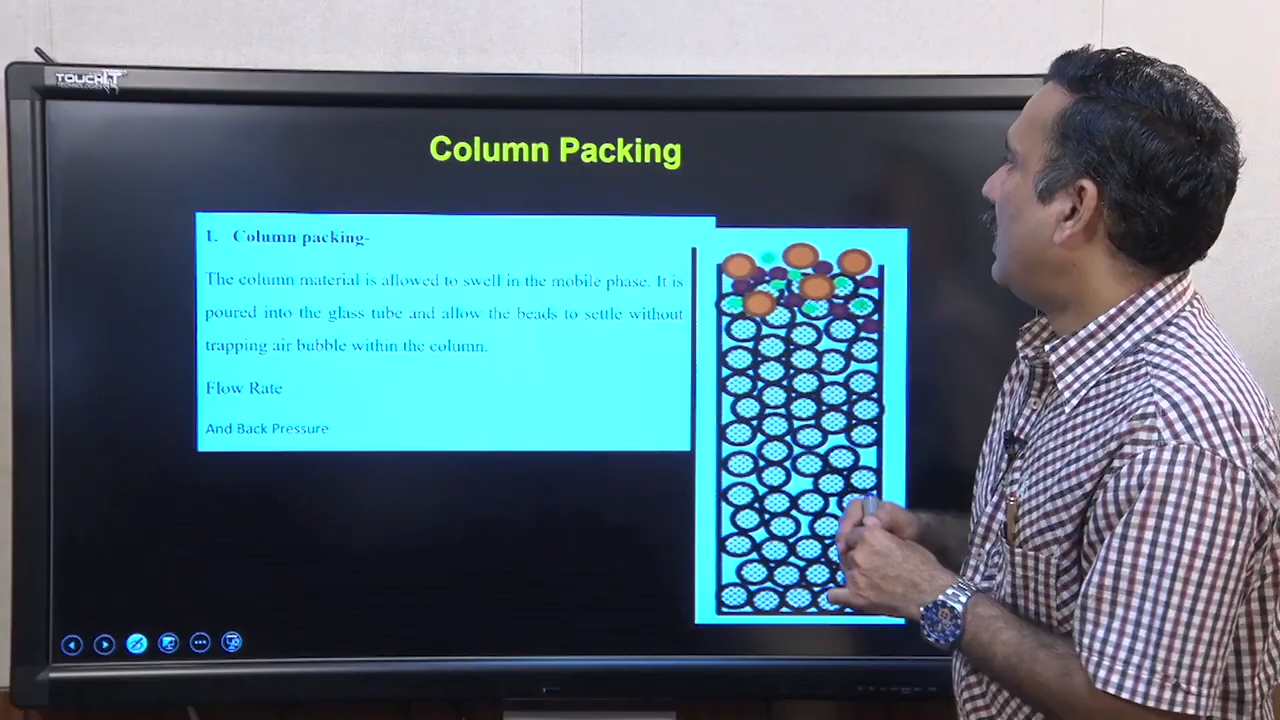 TOUCHIT
TECHNOLOGIES
Column Packing
1. Column packing-
The column material is allowed to swell in the mobile phase. It is
poured into the glass tube and allow the beads to settle without
trapping air bubble within the column.
Flow Rate
And Back Pressure